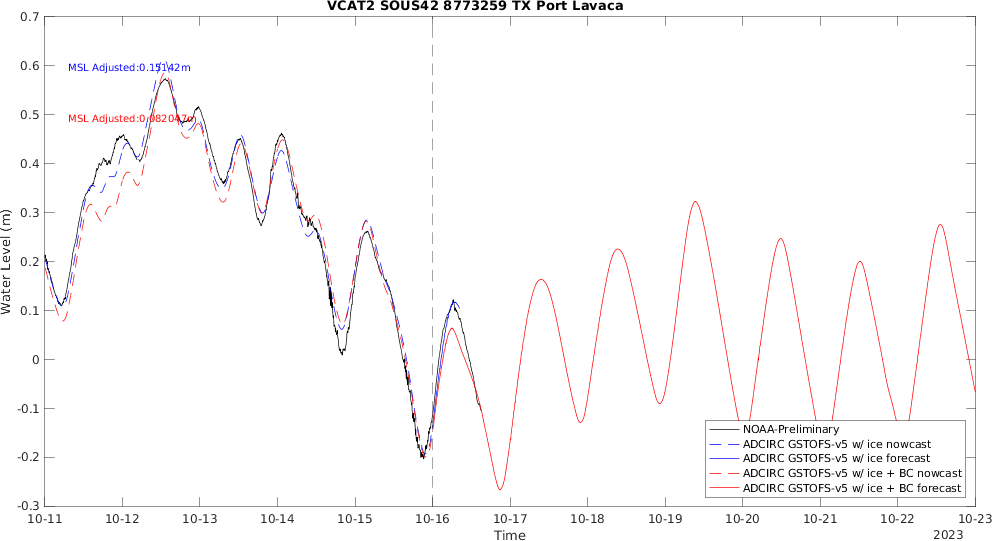 VCAT2 SOUS42 8773259 TX Port Lavaca
0.7
0.6
0.5
0.4
0.3
0.2
0.1
0
-0.1
-0.2
-0.3
Water Level (m)
MSL Adjusted:0.15142m
MSL Adjusted:0.082047m
NOAA-Preliminary
ADCIRC GSTOFS-v5 w/ ice nowcast
ADCIRC GSTOFS-v5 w/ ice forecast
ADCIRC GSTOFS-v5 w/ ice + BC nowcast
ADCIRC GSTOFS-v5 w/ ice + BC forecast
10-11 10-12 10-13 10-14 10-15 10-16 10-17 10-18 10-19 10-20 10-21 10-22 10-23
Time
2023